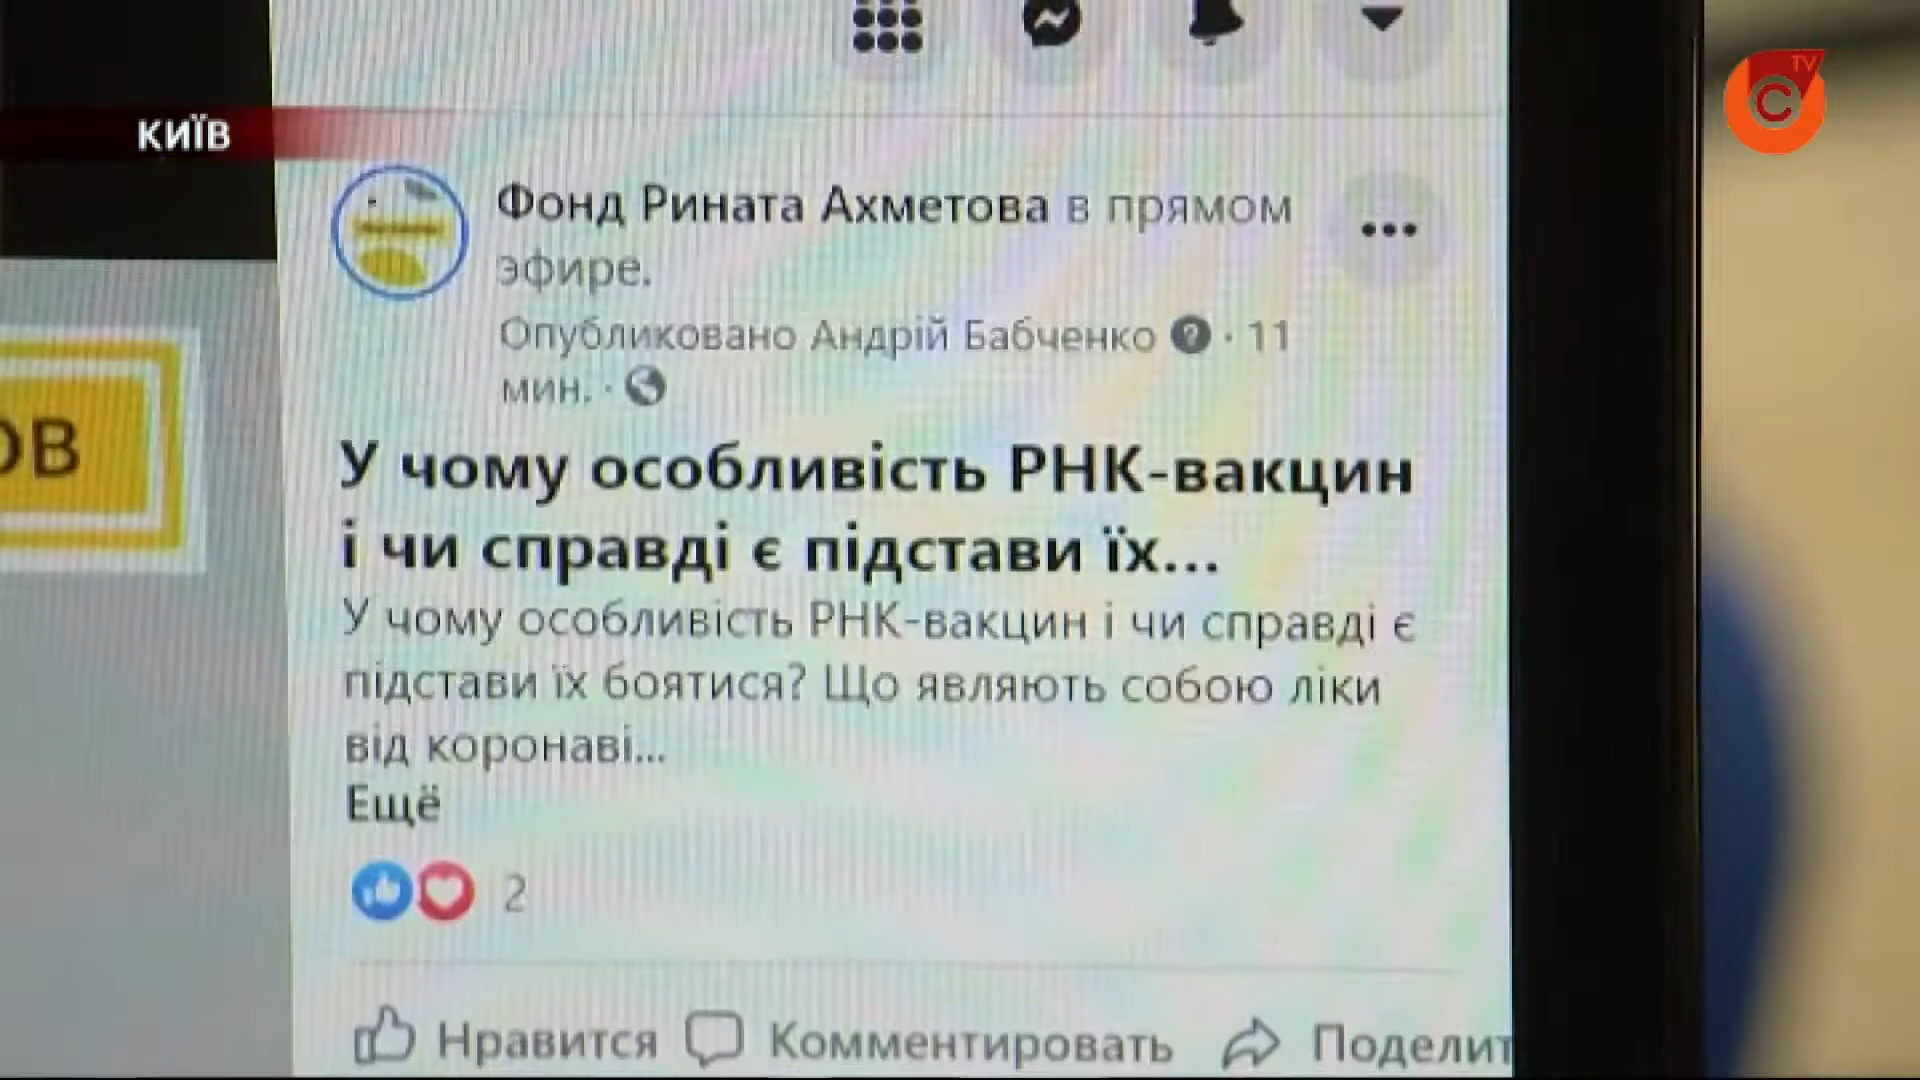 TV
C
КИЇВ
Фонд Рината Ахметова в прямом
эфире.
Опубликовано Андрій Бабченко ? · 11
мин. ·
ОВ
У чому особливість РНК-вакцин
і чи справді є підстави їх...
У чому особливість РНК-вакцин і чи справді є
підстави їх боятися? Що являють собою ліки
від коронаві...
Ещё
2
Нравится
Комментировать
Поделит